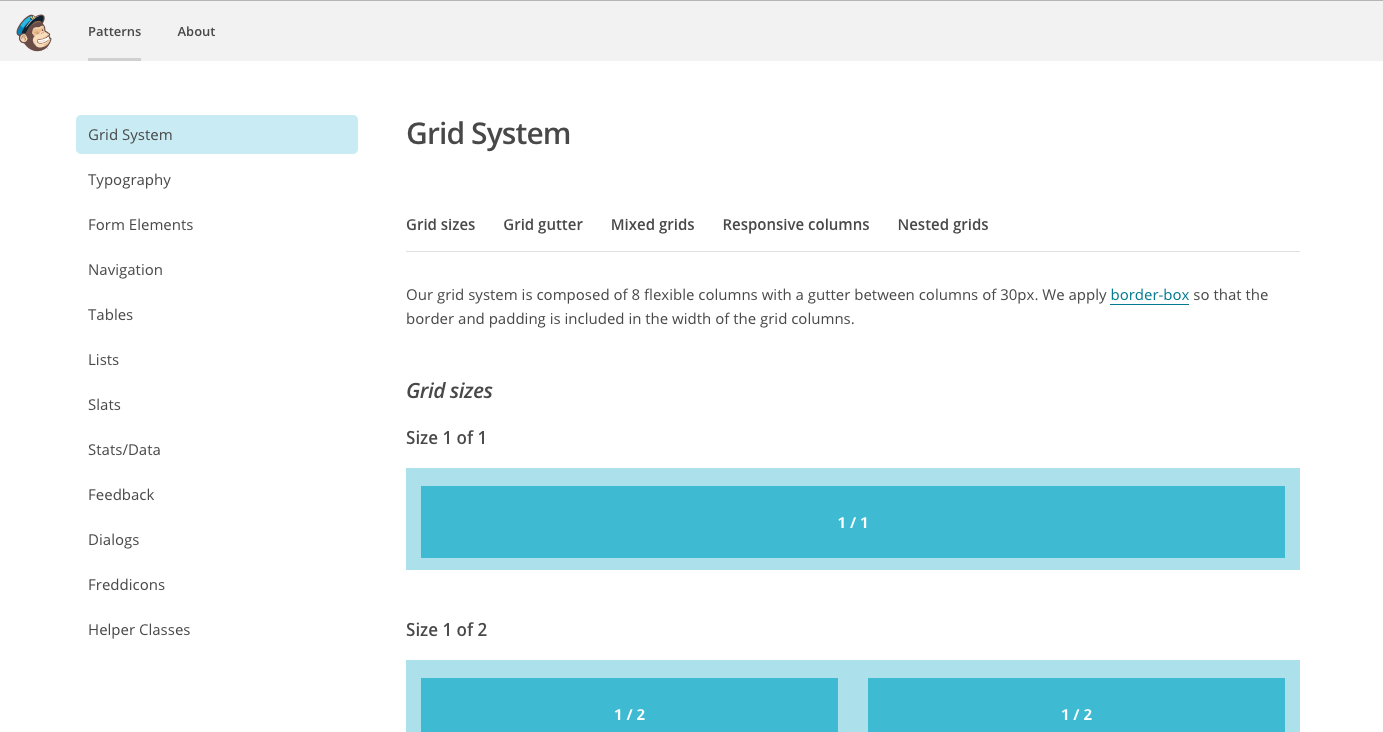 Patterns
About
Grid System
Typography
Form Elements
Navigation
Tables
Lists
Slats
Stats/Data
Feedback
Dialogs
Freddicons
Helper Classes
Grid System
Grid sizes
Grid gutter
Mixed grids
Responsive columns
Nested grids
Our grid system is composed of 8 flexible columns with a gutter between columns of 30px. We apply border-box so that the
border and padding is included in the width of the grid columns.
Grid sizes
Size 1 of 1
1 / 1
Size 1 of 2
1 / 2
1 / 2